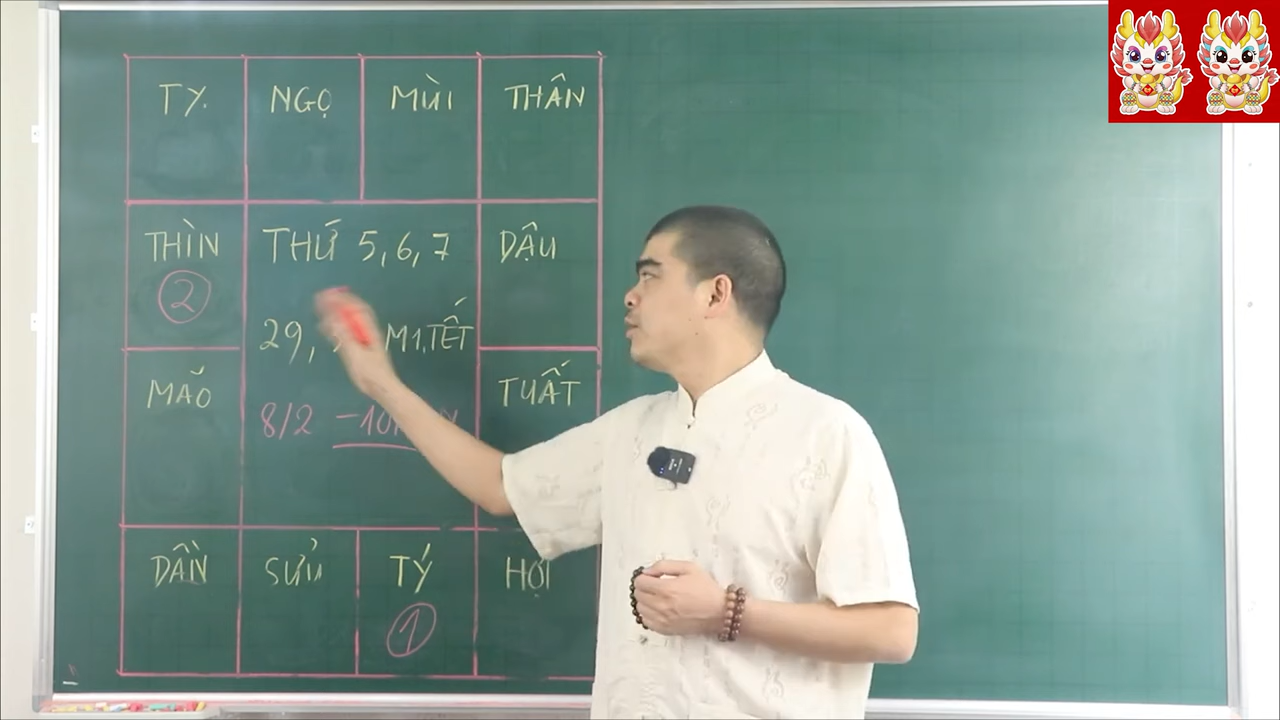 TỴ. NGỌ MÙI THÂN
THÌN THỨ 5, 6, 7 DẬU
②
29, M1, TẾT
MÃO TUẤT
8/2 -10
DẦN SỬU TÝ HỢI
①